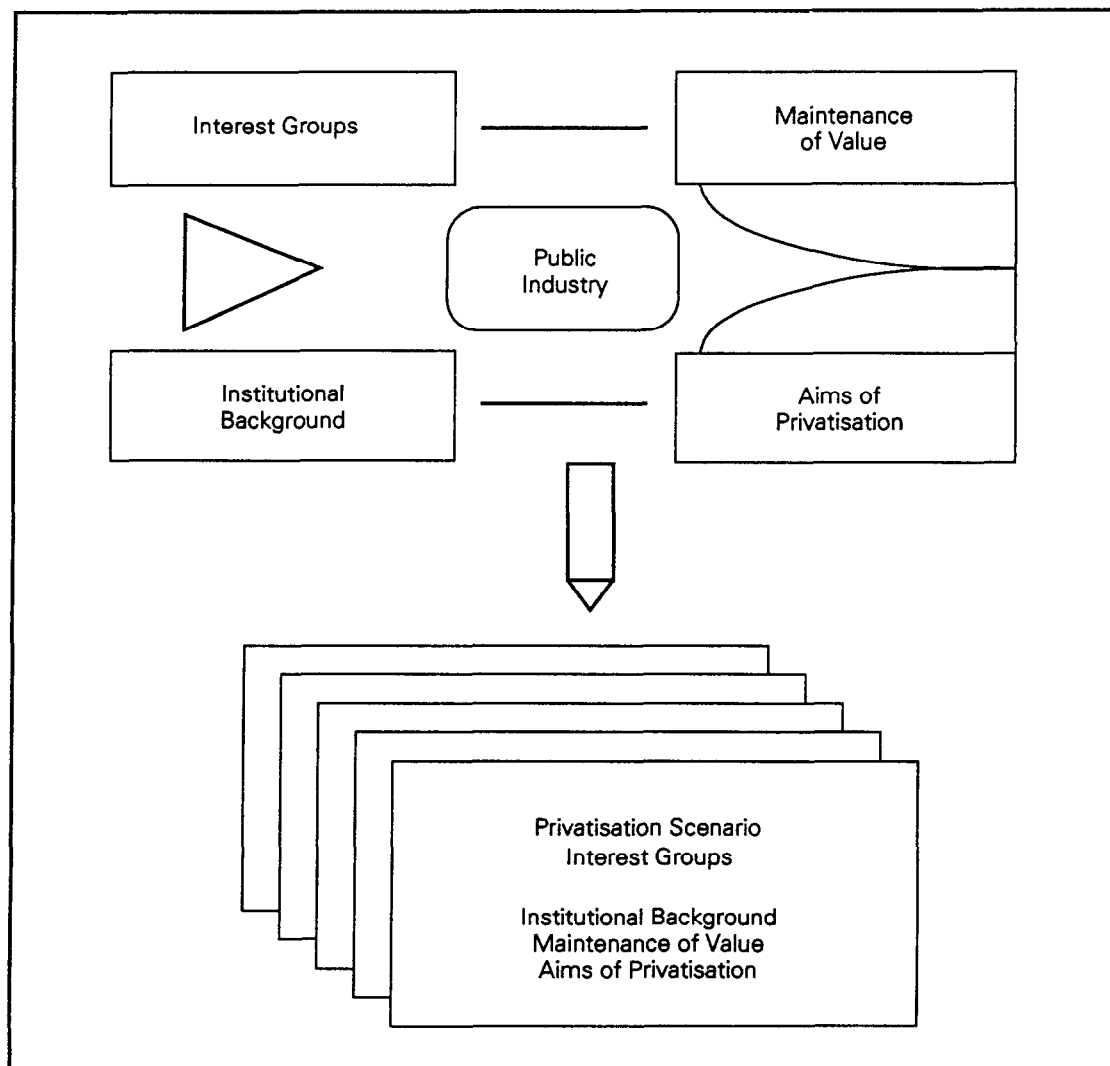 Interest Groups
Maintenance
of Value
Public
Industry
Institutional
Background
Aims of
Privatisation
Privatisation Scenario
Interest Groups
Institutional Background
Maintenance of Value
Aims of Privatisation